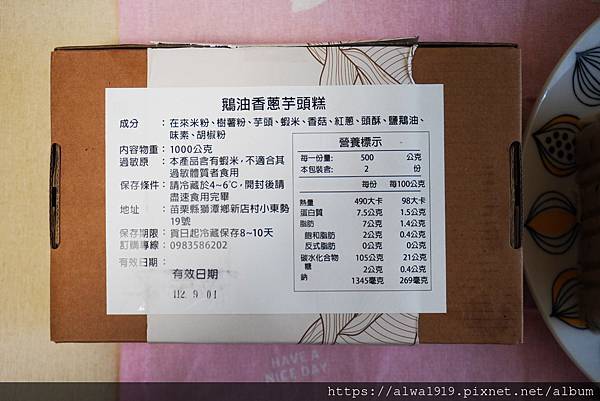 鵝油香蔥芋頭糕
成分 ：在來米粉、樹薯粉、芋頭、蝦米、香菇、紅蔥、頭酥、鹽鵝油、
味素、胡椒粉
內容物重：1000公克
過敏原 ：本產品含有蝦米，不適合其
過敏體質者食用
保存條件：請冷藏於4~6℃，開封後請
盡速食用完畢
地址 ：苗栗縣獅潭鄉新店村小東勢
19號
保存期限：貨日起冷藏保存8~10天
訂購專線：0983586202
有效日期：
有效日期
112. 9. 01
營養標示
每一份量： 500 公克
本包裝含： 2 份
每份 每100公克
熱量 490大卡 98大卡
蛋白質 7.5公克 1.5公克
脂肪 7公克 1.4公克
飽和脂肪 2公克 0.4公克
反式脂肪 0公克 0公克
碳水化合物 105公克 21公克
糖 2公克 0.4公克
鈉 1345毫克 269毫克
HAVE A
NICE DAY
https://alwa1919.pixnet.net/album